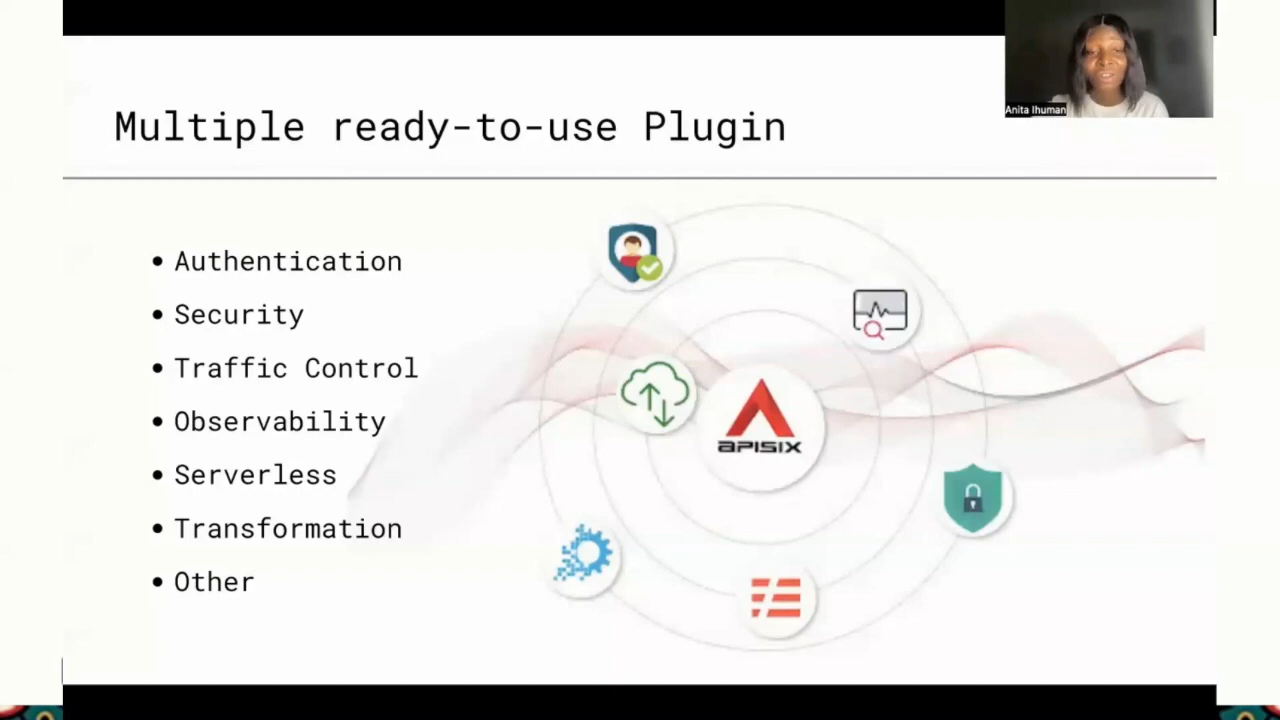 Anita Ihuman
Multiple ready-to-use Plugin
• Authentication
• Security
• Traffic Control
• Observability
• Serverless
• Transformation
• Other
APISIX